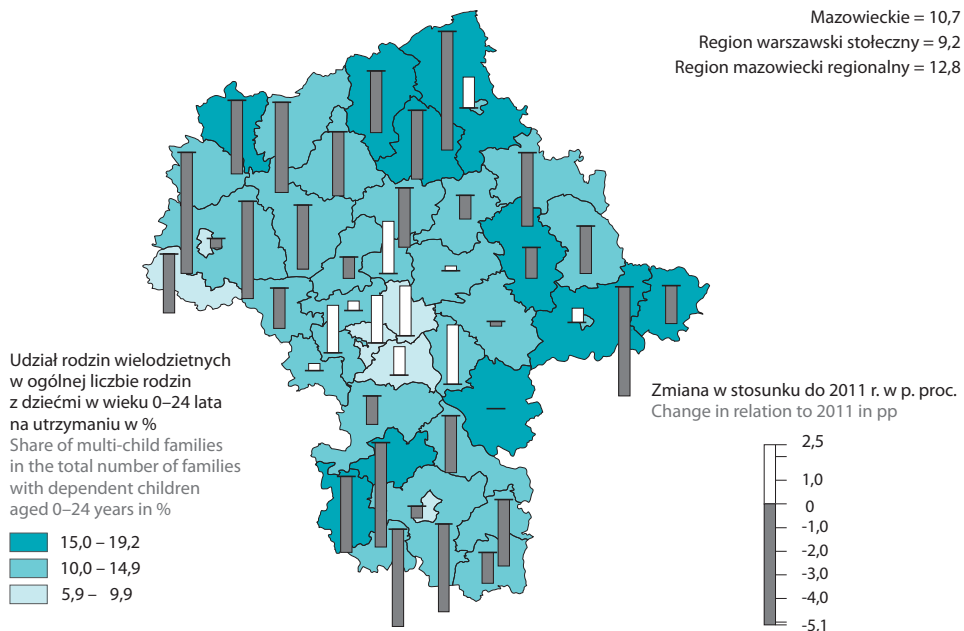 Mazowieckie = 10,7
Region warszawski stołeczny = 9,2
Region mazowiecki regionalny = 12,8
Udział rodzin wielodzietnych
w ogólnej liczbie rodzin
z dziećmi w wieku 0–24 lata
na utrzymaniu w %
Share of multi-child families
in the total number of families
with dependent children
aged 0–24 years in %
15,0 – 19,2
10,0 – 14,9
5,9 – 9,9
Zmiana w stosunku do 2011 r. w p. proc.
Change in relation to 2011 in pp
2,5
1,0
0
-1,0
-2,0
-3,0
-4,0
-5,1